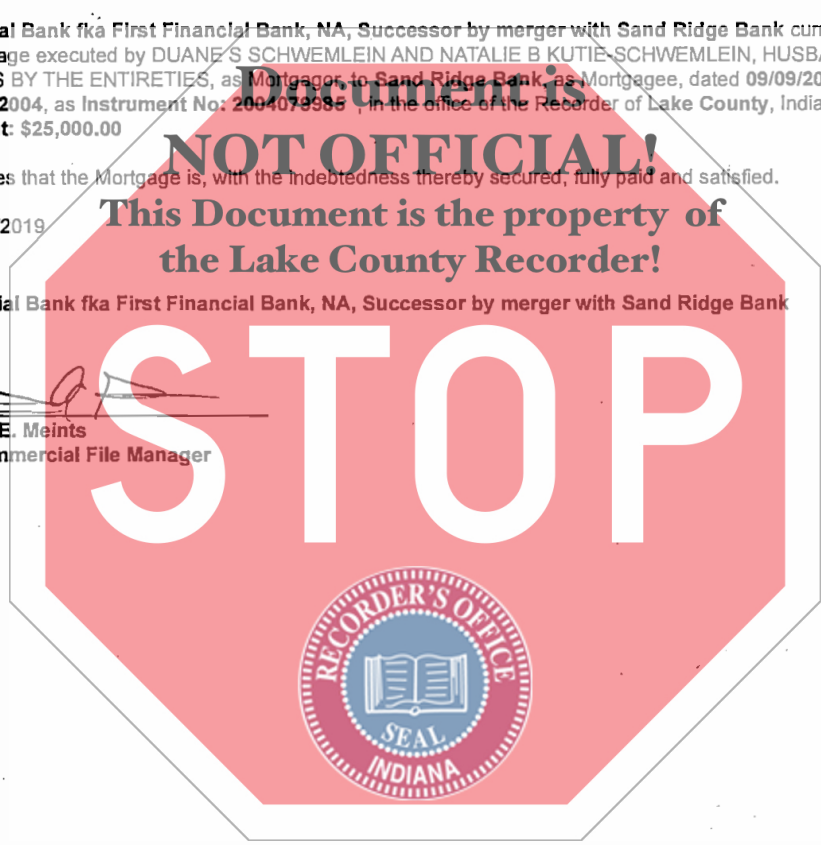 al Bank fka First Financial Bank, NA, Successor by merger with Sand Ridge Bank cur
age executed by DUANE S SCHWEMLEIN AND NATALIE B KUTIE-SCHWEMLEIN, HUSBA
S BY THE ENTIRETIES, as Mortgagor, to Sand Ridge Bank, as Mortgagee, dated 09/09/20
Document is
2004, as Instrument No: 2004079985 , in the office of the Recorder of Lake County, India
t: $25,000.00
NOT OFFICIAL!
es that the Mortgage is, with the indebtedness thereby secured, fully paid and satisfied.
This Document is the property of
2019
the Lake County Recorder!
ial Bank fka First Financial Bank, NA, Successor by merger with Sand Ridge Bank
STOP
E. Meints
mmercial File Manager
RECORDER'S OFFICE
SEAL
INDIANA